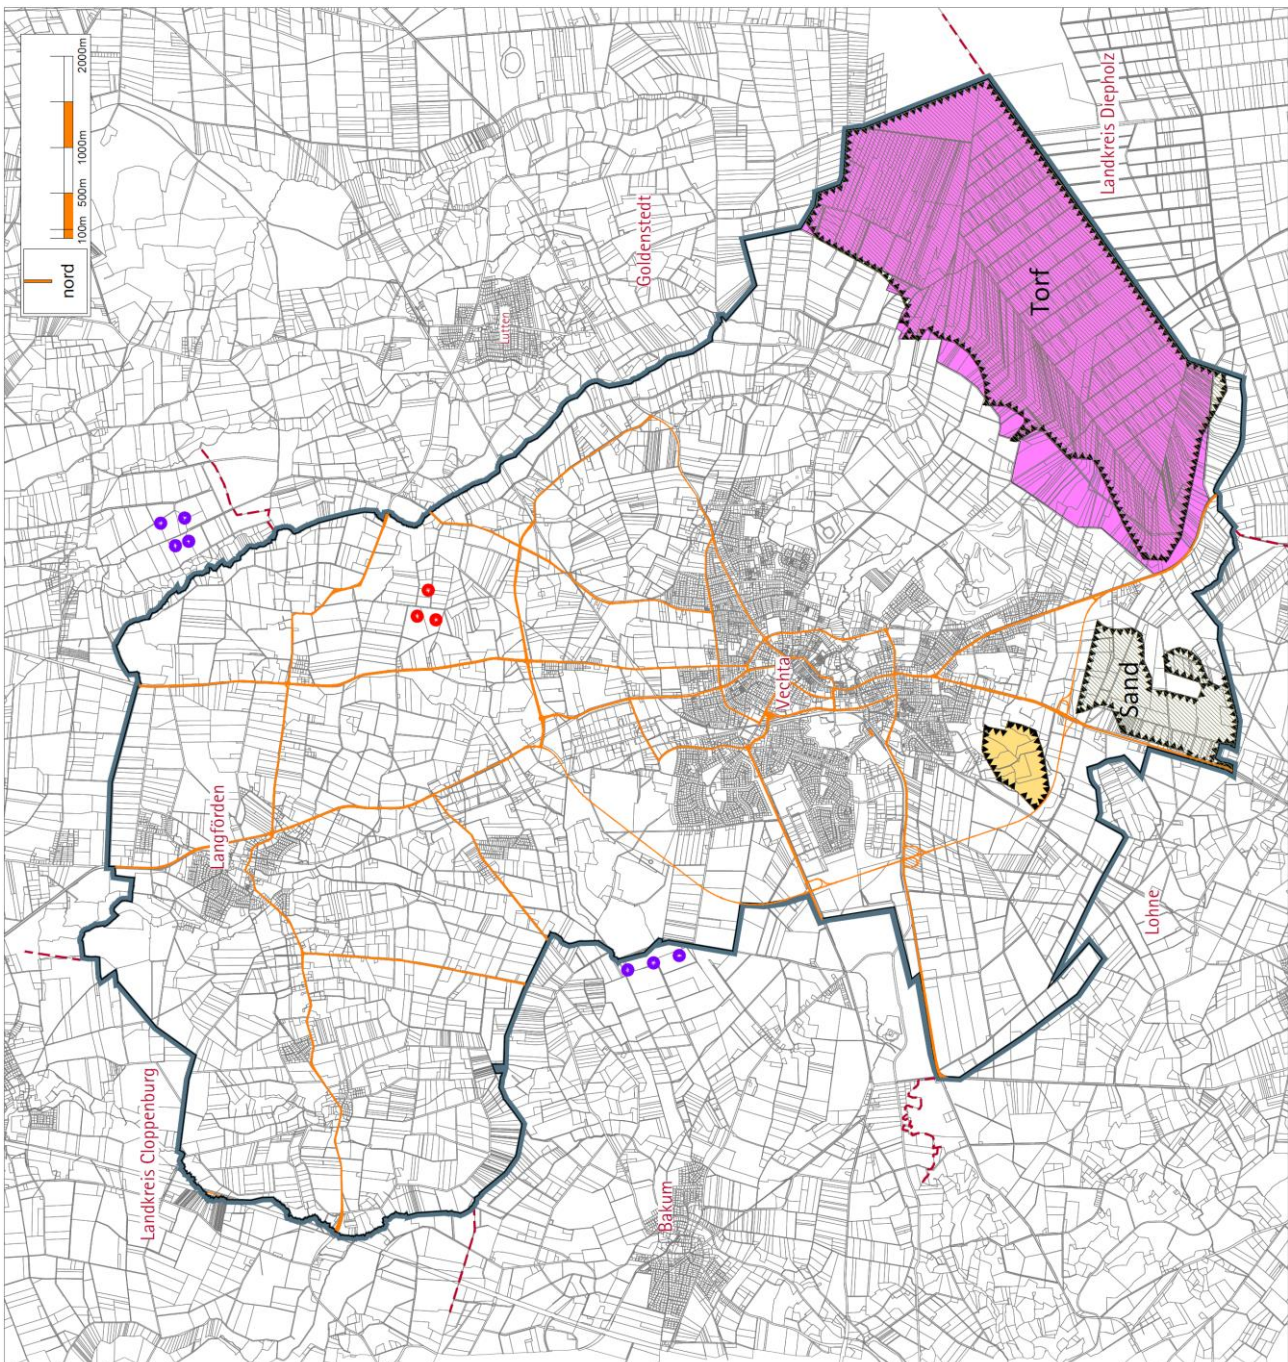 nord
100m 500m 1000m 2000m
Landkreis Cloppenburg
Langförden
Lutten
Goldenstedt
Landkreis Diepholz
Torf
Vechta
Sand
Bakum
Lohne